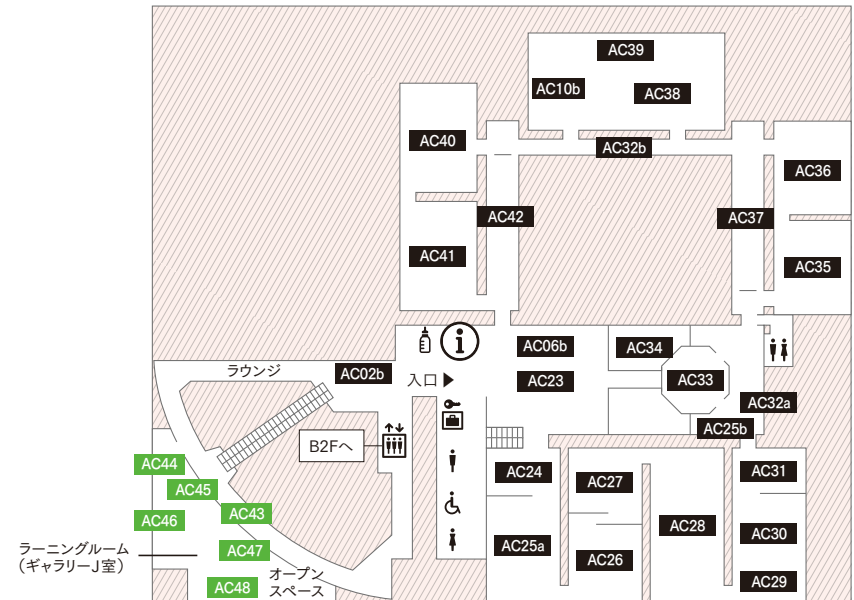 AC39
AC10b
AC38
AC40
AC32b
AC36
AC42
AC37
AC41
AC35
i
AC06b
AC34
ラウンジ
AC02b
入口
AC23
AC33
AC32a
AC25b
B2Fへ
AC44
AC24
AC31
AC45
AC27
AC43
AC46
AC28
AC30
ラーニングルーム
（ギャラリーJ室）
AC47
AC25a
AC26
オープン
スペース
AC48
AC29